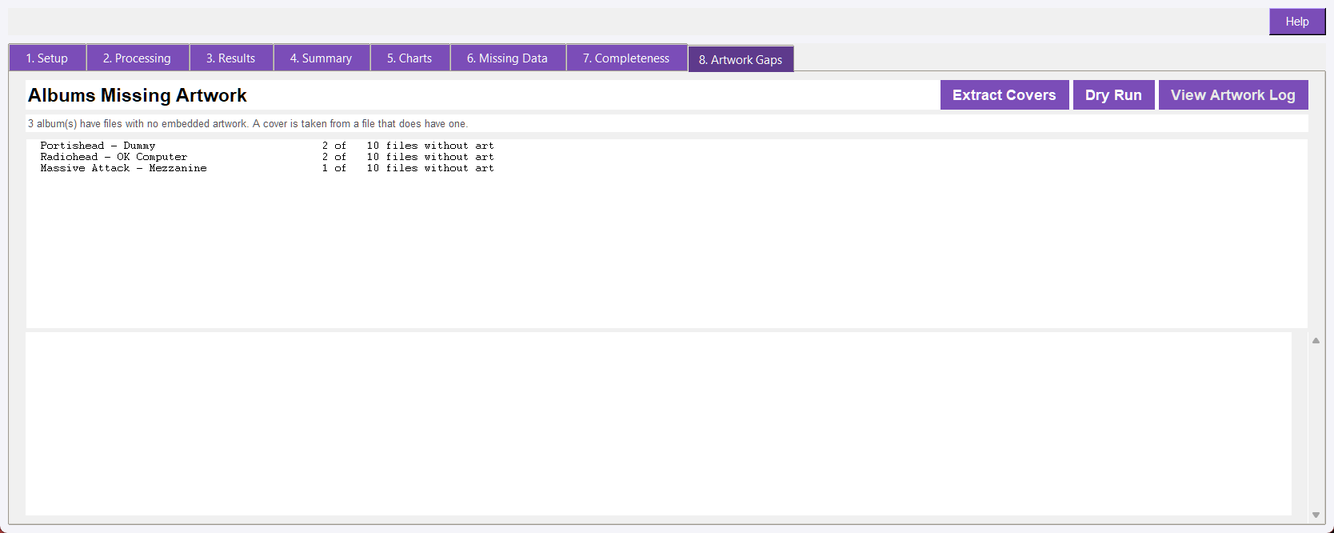 Help
1. Setup 2. Processing 3. Results 4. Summary 5. Charts 6. Missing Data 7. Completeness 8. Artwork Gaps
Albums Missing Artwork Extract Covers Dry Run View Artwork Log
3 album(s) have files with no embedded artwork. A cover is taken from a file that does have one.
Portishead - Dummy 2 of 10 files without art
Radiohead - OK Computer 2 of 10 files without art
Massive Attack - Mezzanine 1 of 10 files without art